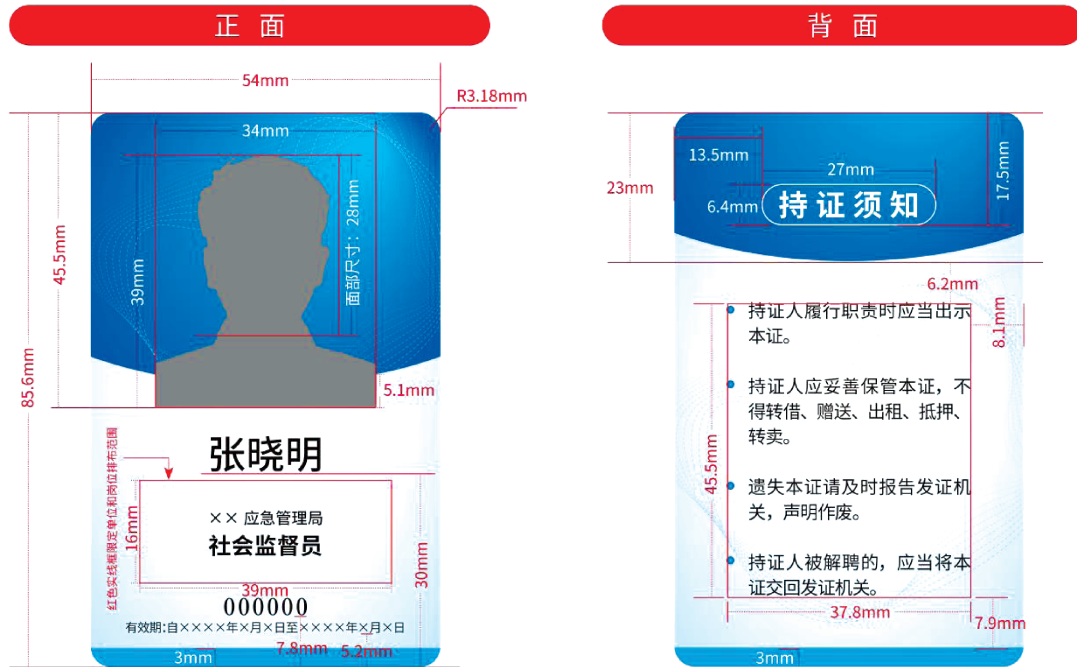 正 面
54mm
R3.18mm
34mm
面部尺寸：28mm
39mm
45.5mm
85.6mm
5.1mm
张晓明
红色实线框限定单位和岗位排布范围
16mm
×× 应急管理局
社会监督员
39mm
30mm
000000
有效期:自××××年×月×日至××××年×月×日
7.8mm
5.2mm
3mm
背 面
13.5mm
27mm
17.5mm
23mm
6.4mm
持证须知
6.2mm
8.1mm
持证人履行职责时应当出示
本证。
持证人应妥善保管本证，不
得转借、赠送、出租、抵押、
转卖。
45.5mm
遗失本证请及时报告发证机
关，声明作废。
持证人被解聘的，应当将本
证交回发证机关。
37.8mm
7.9mm
3mm